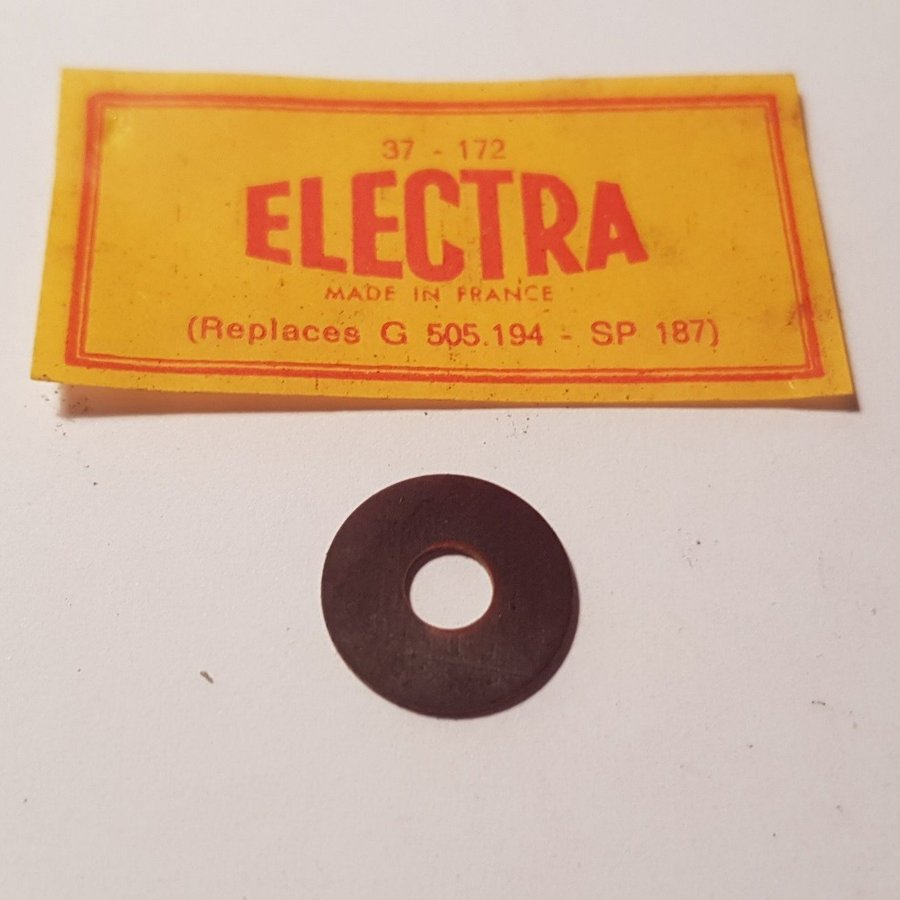 37 - 172
ELECTRA
MADE IN FRANCE
(Replaces G 505.194 - SP 187)